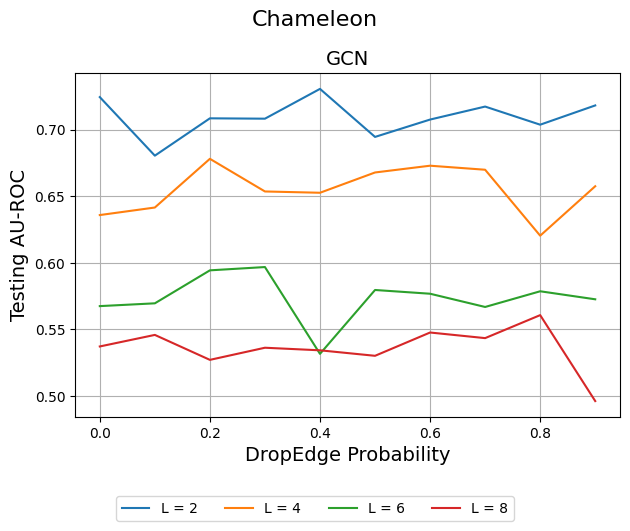 Chameleon
GCN
Testing AU-ROC
0.70
0.65
0.60
0.55
0.50
0.0 0.2 0.4 0.6 0.8
DropEdge Probability
L = 2 L = 4 L = 6 L = 8